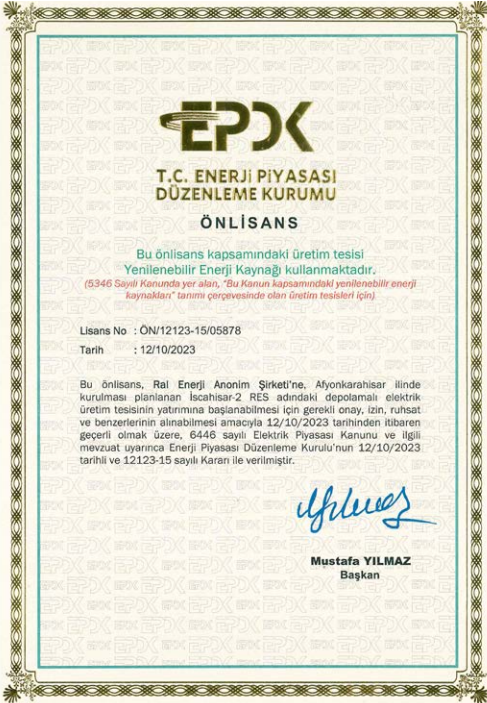 EPDK
T.C. ENERJİ PİYASASI
DÜZENLEME KURUMU
ÖNLİSANS
Bu önlisans kapsamındaki üretim tesisi
Yenilenebilir Enerji Kaynağı kullanmaktadır.
(5346 Sayılı Kanunda yer alan, "Bu Kanun kapsamındaki yenilenebilir enerji
kaynakları" tanımı çerçevesinde olan üretim tesisleri için)
Lisans No : ÖN/12123-15/05878
Tarih : 12/10/2023
Bu önlisans, Ral Enerji Anonim Şirketi'ne, Afyonkarahisar ilinde
kurulması planlanan İscahisar-2 RES adındaki depolamalı elektrik
üretim tesisinin yatırımına başlanabilmesi için gerekli onay, izin, ruhsat
ve benzerlerinin alınabilmesi amacıyla 12/10/2023 tarihinden itibaren
geçerli olmak üzere, 6446 sayılı Elektrik Piyasası Kanunu ve ilgili
mevzuat uyarınca Enerji Piyasası Düzenleme Kurulu'nun 12/10/2023
tarihli ve 12123-15 sayılı Kararı ile verilmiştir.
Mustafa YILMAZ
Başkan